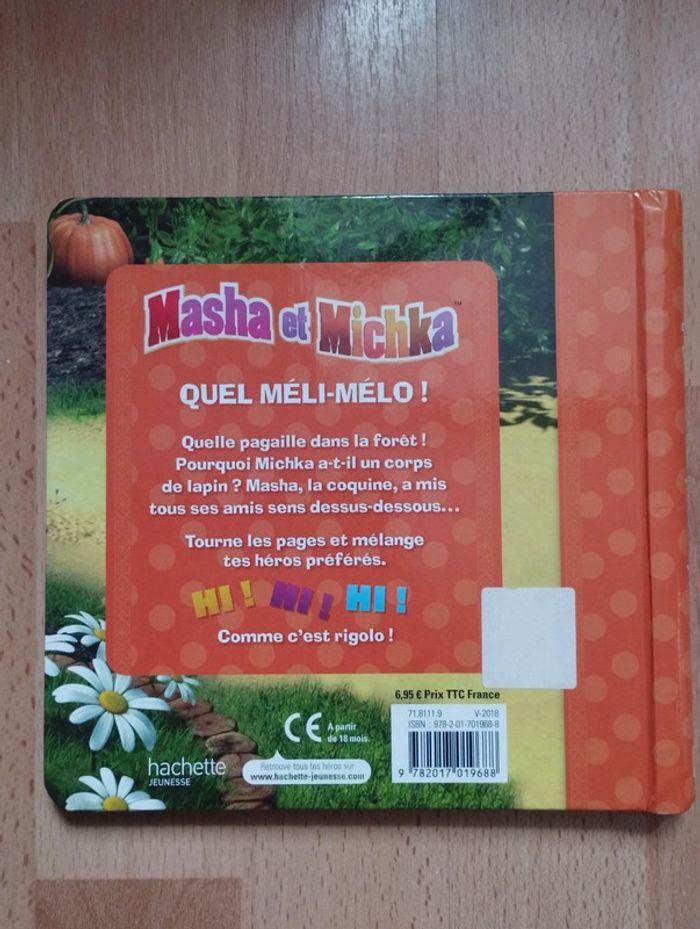 Masha et Michka™
QUEL MÉLI-MÉLO !
Quelle pagaille dans la forêt !
Pourquoi Michka a-t-il un corps
de lapin ? Masha, la coquine, a mis
tous ses amis sens dessus-dessous...
Tourne les pages et mélange
tes héros préférés.
HI ! HI ! HI !
Comme c'est rigolo !
6,95 € Prix TTC France
71.8111.9 V-2018
ISBN : 978-2-01-701968-8
9 782017 019688
CE
À partir
de 18 mois.
hachette
JEUNESSE
Retrouve tous tes héros sur
www.hachette-jeunesse.com